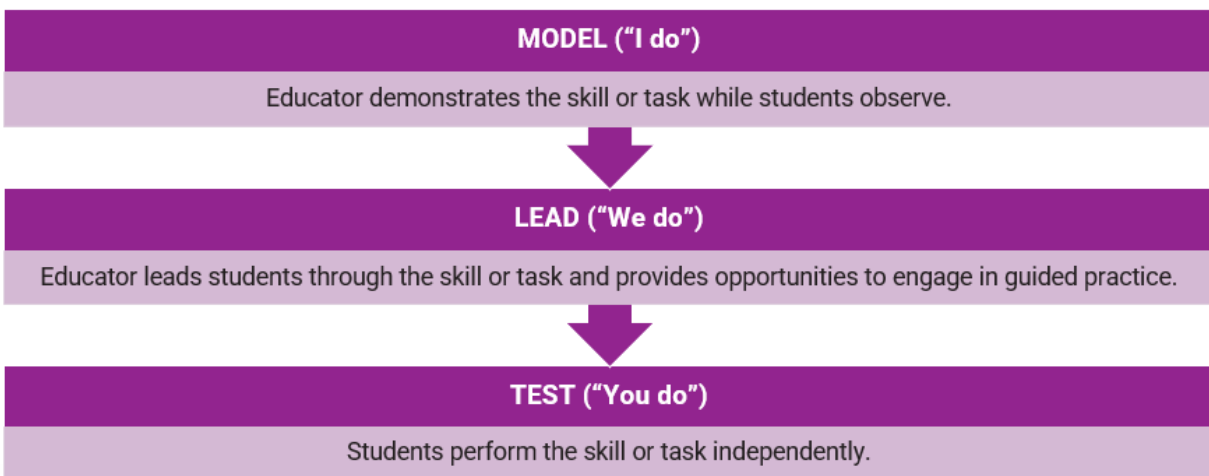 MODEL (“I do”)
Educator demonstrates the skill or task while students observe.
LEAD (“We do”)
Educator leads students through the skill or task and provides opportunities to engage in guided practice.
TEST (“You do”)
Students perform the skill or task independently.